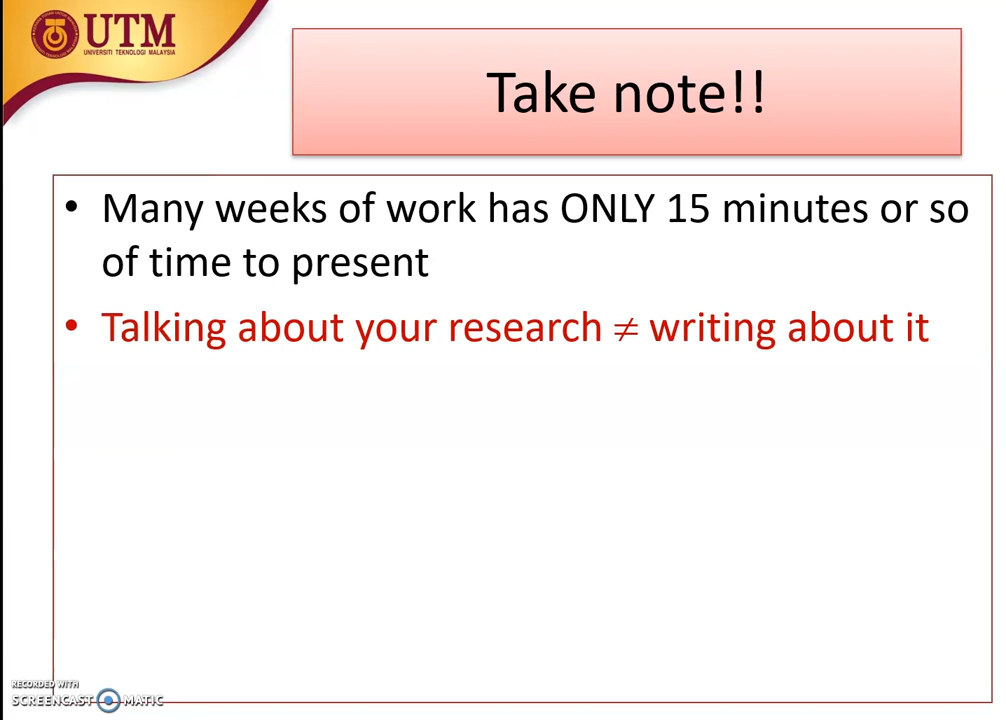 UTM
UNIVERSITI TEKNOLOGI MALAYSIA
Take note!!
• Many weeks of work has ONLY 15 minutes or so
of time to present
• Talking about your research ≠ writing about it
RECORDED WITH
SCREENCAST MATIC